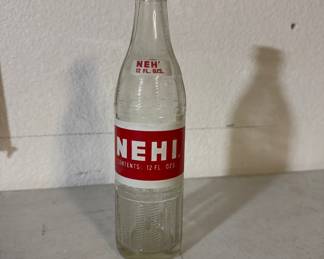 NEHI
12 FL. OZS.
NEHI
CONTENTS: 12 FL. OZS.